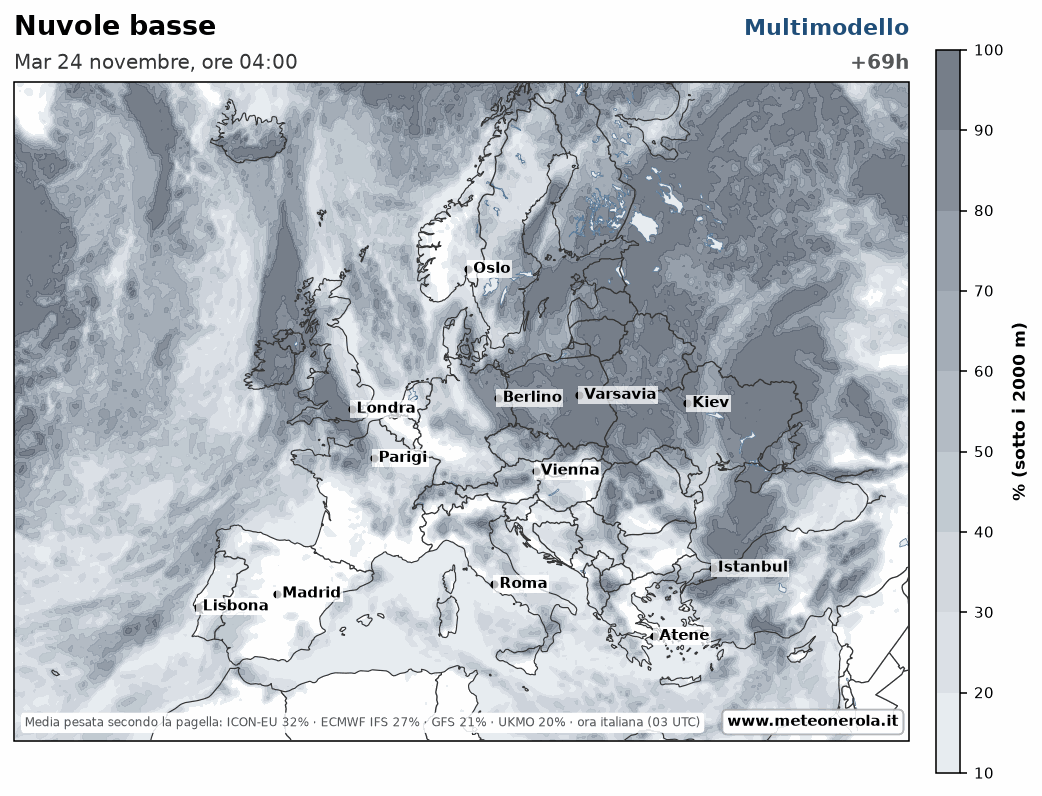 Nuvole basse
Multimodello
Mar 24 novembre, ore 04:00
+69h
100
90
80
70
60
50
40
30
20
10
% (sotto i 2000 m)
Oslo
Berlino
Varsavia
Kiev
Londra
Parigi
Vienna
Istanbul
Roma
Madrid
Lisbona
Atene
Media pesata secondo la pagella: ICON-EU 32% · ECMWF IFS 27% · GFS 21% · UKMO 20% · ora italiana (03 UTC)
www.meteonerola.it